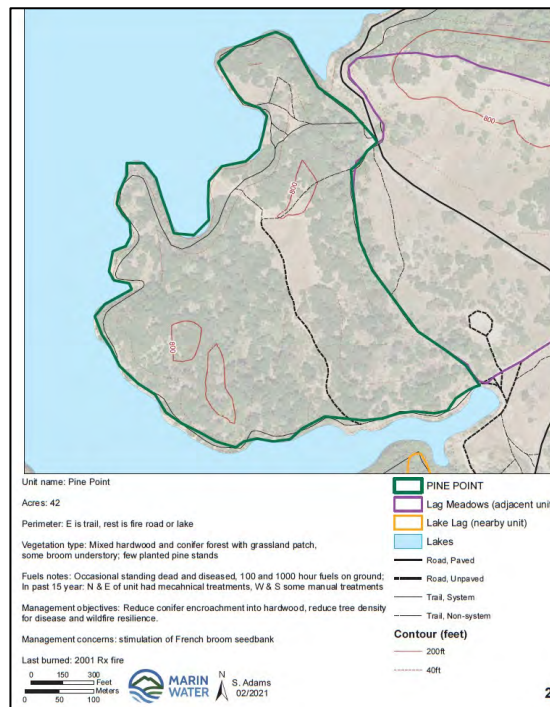 800
800
800
Unit name: Pine Point
Acres: 42
Perimeter: E is trail, rest is fire road or lake
Vegetation type: Mixed hardwood and conifer forest with grassland patch,
some broom understory; few planted pine stands
Fuels notes: Occasional standing dead and diseased, 100 and 1000 hour fuels on ground;
In past 15 year: N & E of unit had mecahnical treatments, W & S some manual treatments
Management objectives: Reduce conifer encroachment into hardwood, reduce tree density
for disease and wildfire resilience.
Management concerns: stimulation of French broom seedbank
Last burned: 2001 Rx fire
0 150 300
Feet
Meters
0 50 100
MARIN
WATER
N
S. Adams
02/2021
PINE POINT
Lag Meadows (adjacent unit
Lake Lag (nearby unit)
Lakes
Road, Paved
Road, Unpaved
Trail, System
Trail, Non-system
Contour (feet)
200ft
40ft
2